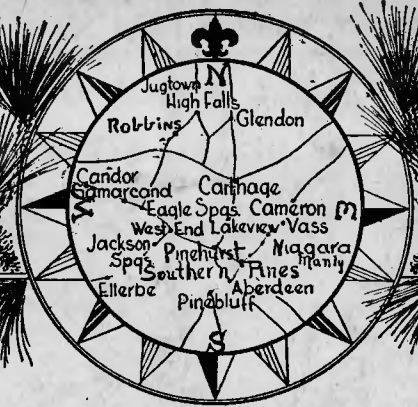 N
Jugtown
High Falls
Robbins
Glendon
Candor
Samarcand
Carthage
W
Eagle Spgs.
Cameron
E
West End
Lakeview
Vass
Jackson Spgs
Pinehurst
Niagara
Manly
Southern Pines
Ellerbe
Aberdeen
Pinebluff
S